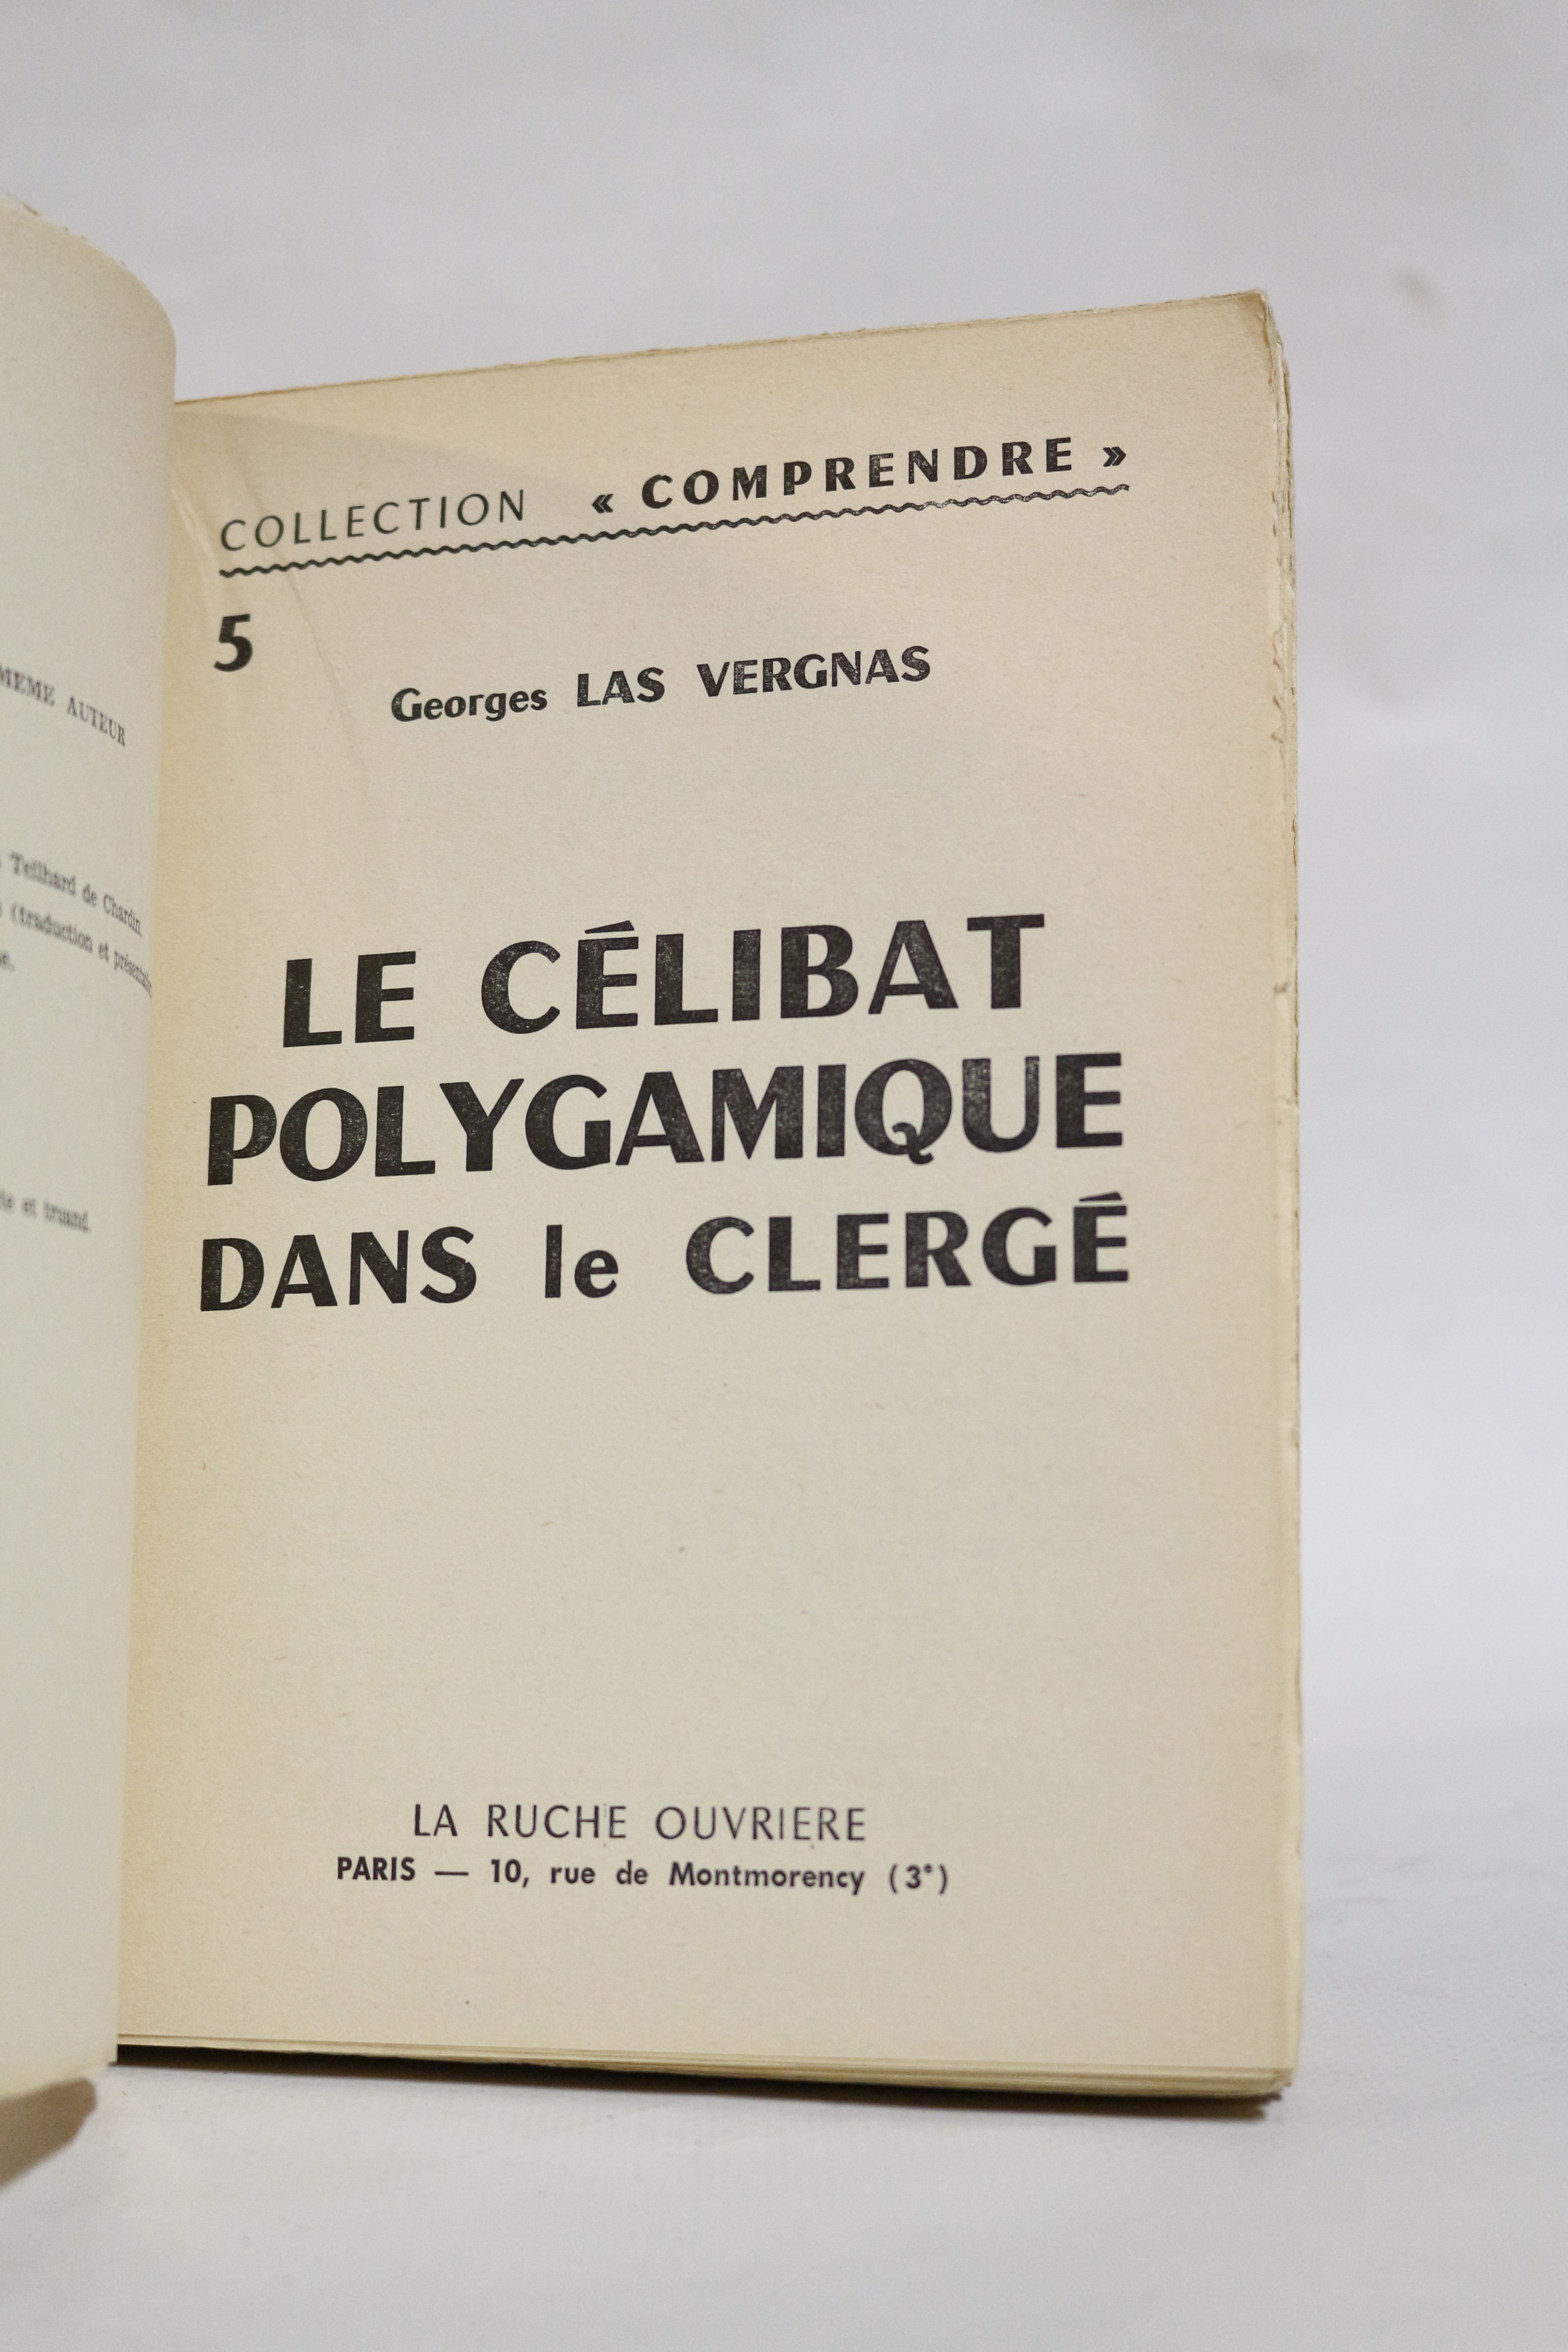 MEME AUTEUR
Teilhard de Chardin,
(traduction et
et truand.
COLLECTION « COMPRENDRE »
5
Georges LAS VERGNAS
LE CÉLIBAT
POLYGAMIQUE
DANS le CLERGÉ
LA RUCHE OUVRIERE
PARIS — 10, rue de Montmorency (3e)